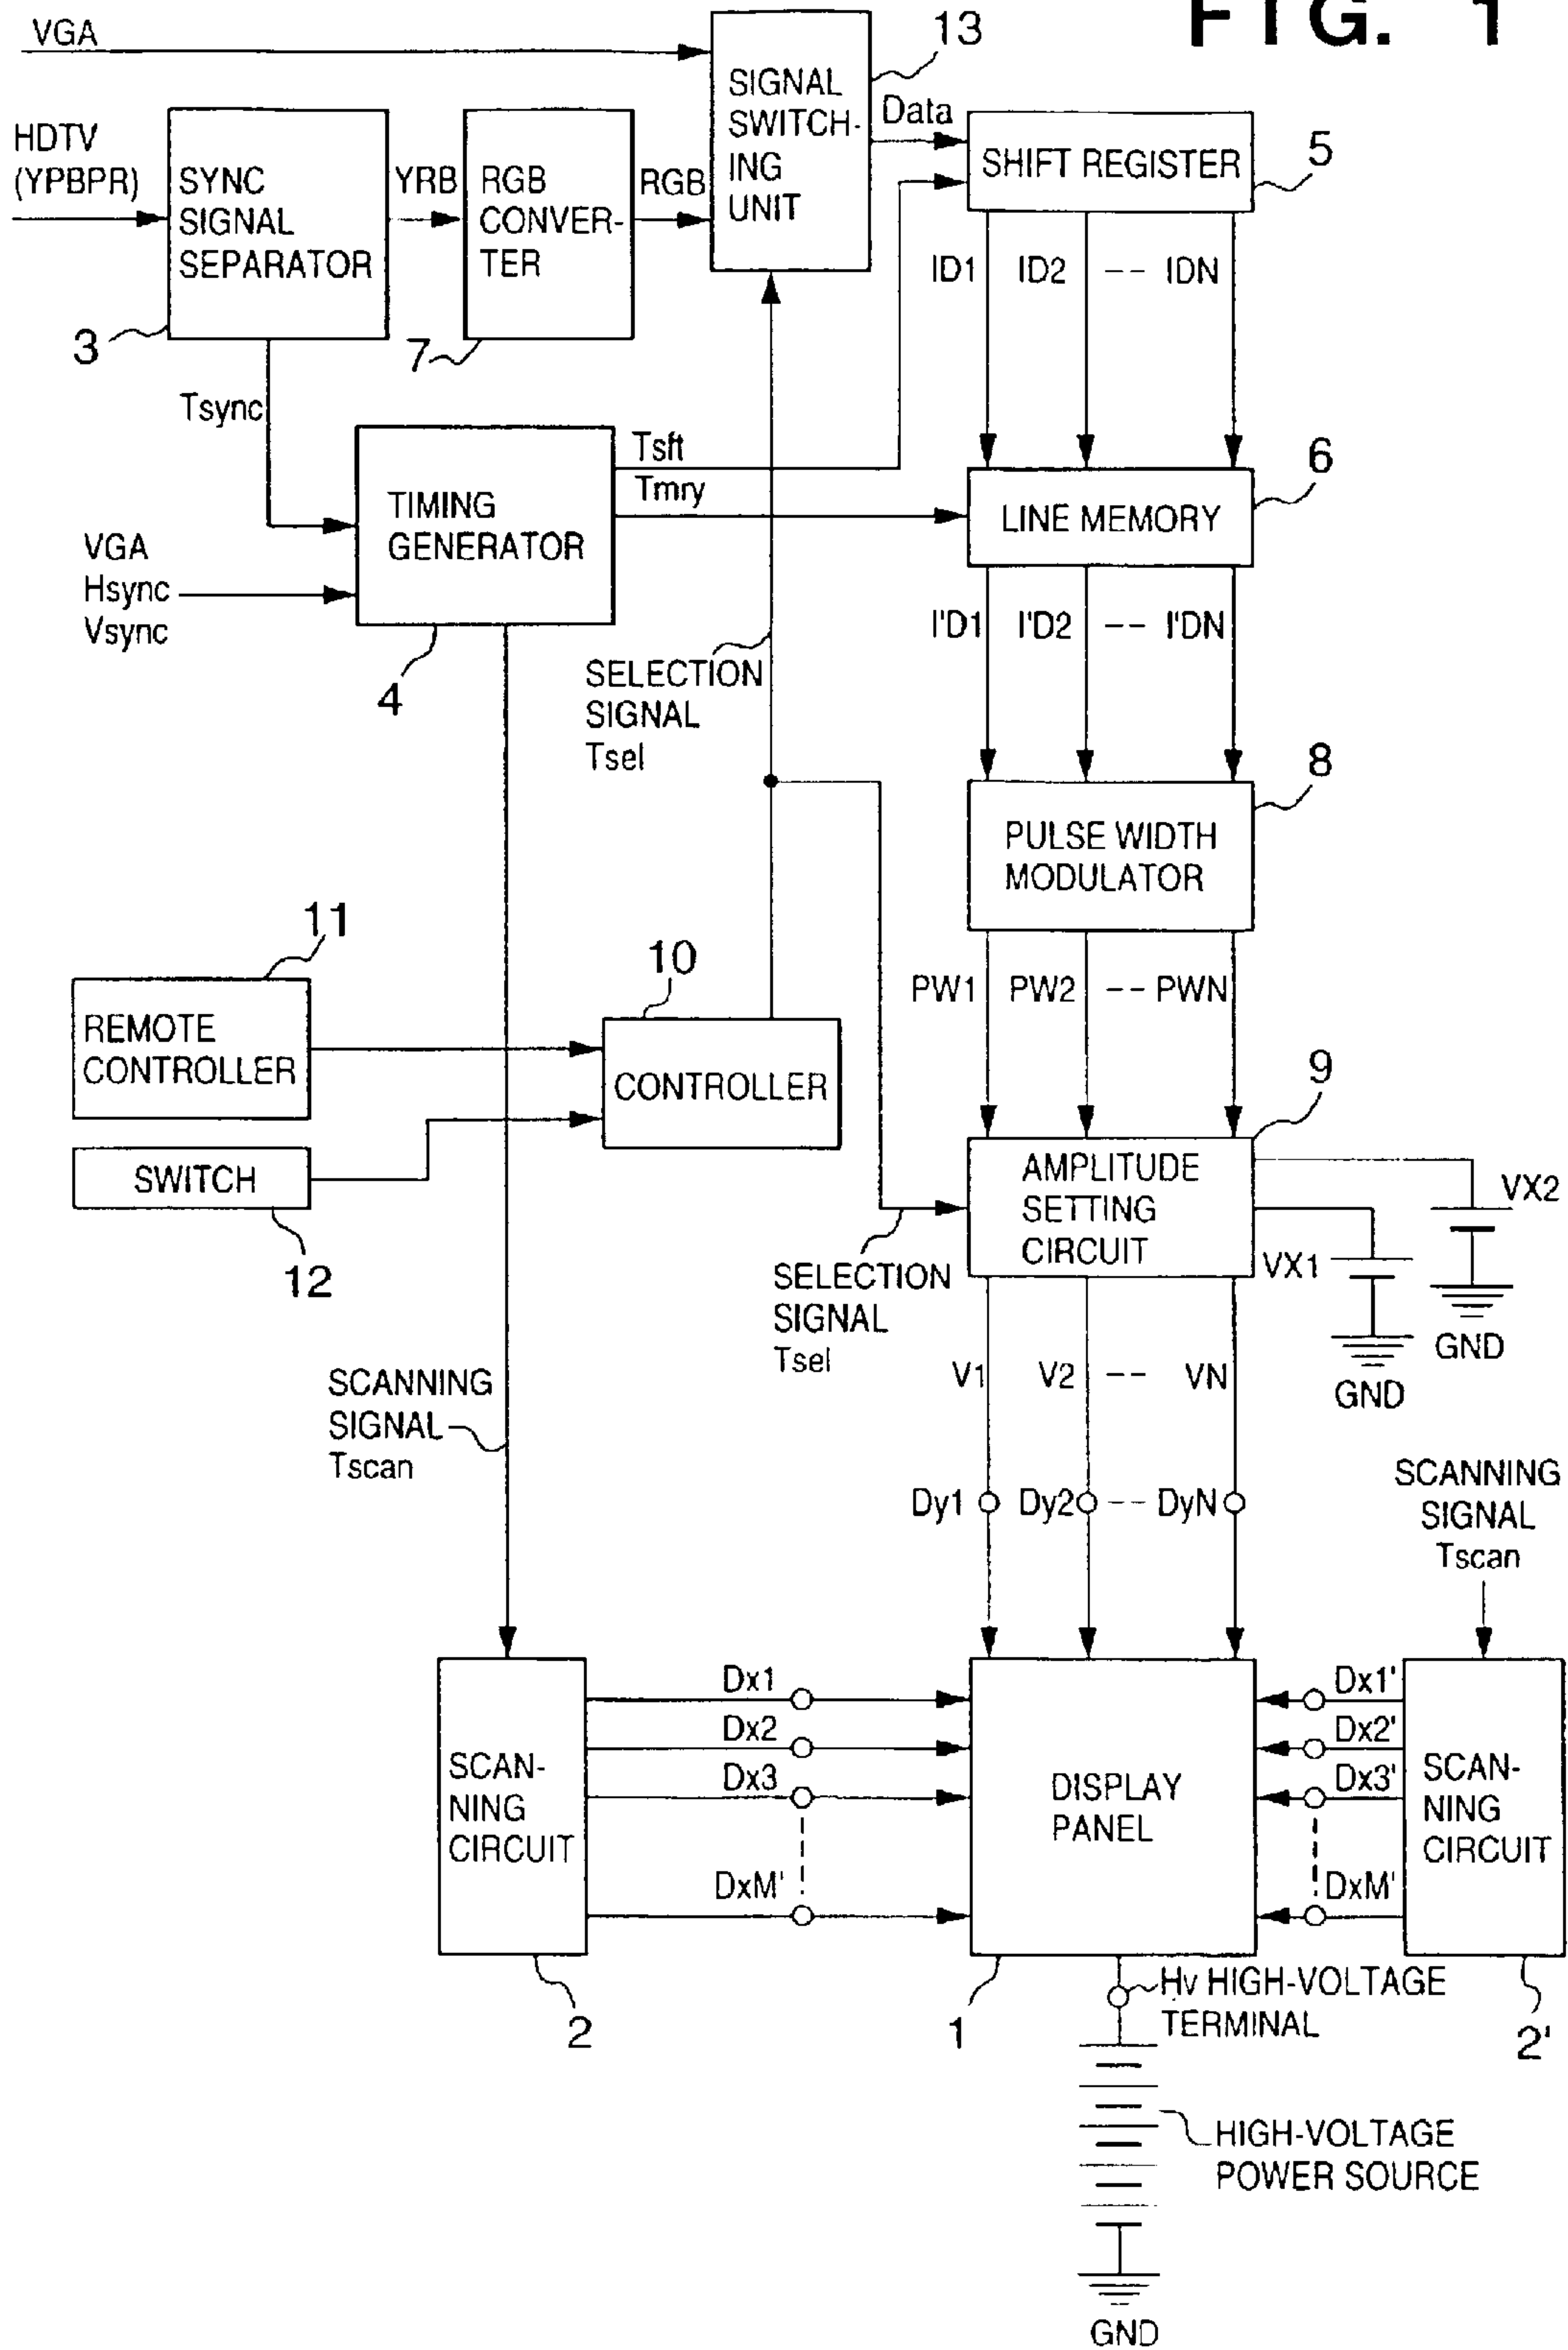 FIG. 1
VGA
13
HDTV
(YPBPR)
SYNC
SIGNAL
SEPARATOR
YRB
RGB
CONVER-
TER
RGB
SIGNAL
SWITCH-
ING
UNIT
Data
SHIFT REGISTER
5
3
7
ID1 ID2 -- IDN
Tsync
TIMING
GENERATOR
Tsft
Tmry
6
LINE MEMORY
VGA
Hsync
Vsync
4
SELECTION
SIGNAL
Tsel
I'D1 I'D2 -- I'DN
8
PULSE WIDTH
MODULATOR
11
REMOTE
CONTROLLER
10
CONTROLLER
PW1 PW2 -- PWN
SWITCH
12
9
AMPLITUDE
SETTING
CIRCUIT
VX2
VX1
GND
GND
SELECTION
SIGNAL
Tsel
V1 V2 -- VN
SCANNING
SIGNAL
Tscan
Dy1 Dy2 -- DyN
SCANNING
SIGNAL
Tscan
SCAN-
NING
CIRCUIT
Dx1
Dx2
Dx3
DxM'
DISPLAY
PANEL
Dx1'
Dx2'
Dx3'
DxM'
SCAN-
NING
CIRCUIT
2
1
Hv HIGH-VOLTAGE
TERMINAL
2'
HIGH-VOLTAGE
POWER SOURCE
GND